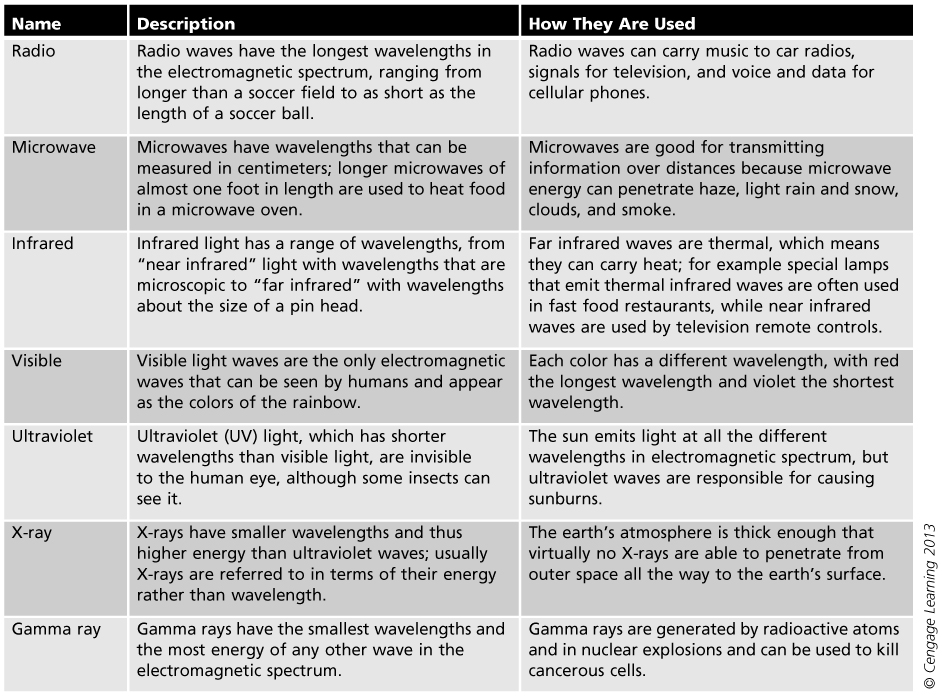 Name Description How They Are Used
Radio
Radio waves have the longest wavelengths in
the electromagnetic spectrum, ranging from
longer than a soccer field to as short as the
length of a soccer ball.
Radio waves can carry music to car radios,
signals for television, and voice and data for
cellular phones.
Microwave
Microwaves have wavelengths that can be
measured in centimeters; longer microwaves of
almost one foot in length are used to heat food
in a microwave oven.
Microwaves are good for transmitting
information over distances because microwave
energy can penetrate haze, light rain and snow,
clouds, and smoke.
Infrared
Infrared light has a range of wavelengths, from
“near infrared” light with wavelengths that are
microscopic to “far infrared” with wavelengths
about the size of a pin head.
Far infrared waves are thermal, which means
they can carry heat; for example special lamps
that emit thermal infrared waves are often used
in fast food restaurants, while near infrared
waves are used by television remote controls.
Visible
Visible light waves are the only electromagnetic
waves that can be seen by humans and appear
as the colors of the rainbow.
Each color has a different wavelength, with red
the longest wavelength and violet the shortest
wavelength.
Ultraviolet
Ultraviolet (UV) light, which has shorter
wavelengths than visible light, are invisible
to the human eye, although some insects can
see it.
The sun emits light at all the different
wavelengths in electromagnetic spectrum, but
ultraviolet waves are responsible for causing
sunburns.
X-ray
X-rays have smaller wavelengths and thus
higher energy than ultraviolet waves; usually
X-rays are referred to in terms of their energy
rather than wavelength.
The earth’s atmosphere is thick enough that
virtually no X-rays are able to penetrate from
outer space all the way to the earth’s surface.
Gamma ray
Gamma rays have the smallest wavelengths and
the most energy of any other wave in the
electromagnetic spectrum.
Gamma rays are generated by radioactive atoms
and in nuclear explosions and can be used to kill
cancerous cells.
© Cengage Learning 2013